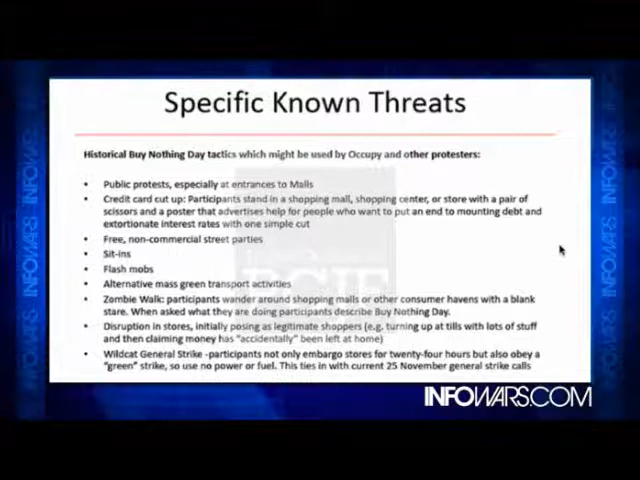 Specific Known Threats
Historical Buy Nothing Day tactics which might be used by Occupy and other protesters:
• Public protests, especially at entrances to Malls
• Credit card cut up: Participants stand in a shopping mall, shopping center, or store with a pair of
scissors and a poster that advertises help for people who want to put an end to mounting debt and
extortionate interest rates with one simple cut
• Free, non-commercial street parties
• Sit-ins
• Flash mobs
• Alternative mass green transport activities
• Zombie Walk: participants wander around shopping malls or other consumer havens with a blank
stare. When asked what they are doing participants describe Buy Nothing Day.
• Disruption in stores, initially posing as legitimate shoppers (e.g. turning up at tills with lots of stuff
and then claiming money has "accidentally" been left at home)
• Wildcat General Strike -participants not only embargo stores for twenty-four hours but also obey a
"green" strike, so use no power or fuel. This ties in with current 25 November general strike calls
INFOWARS.COM
INFOWARS
INFOWARS